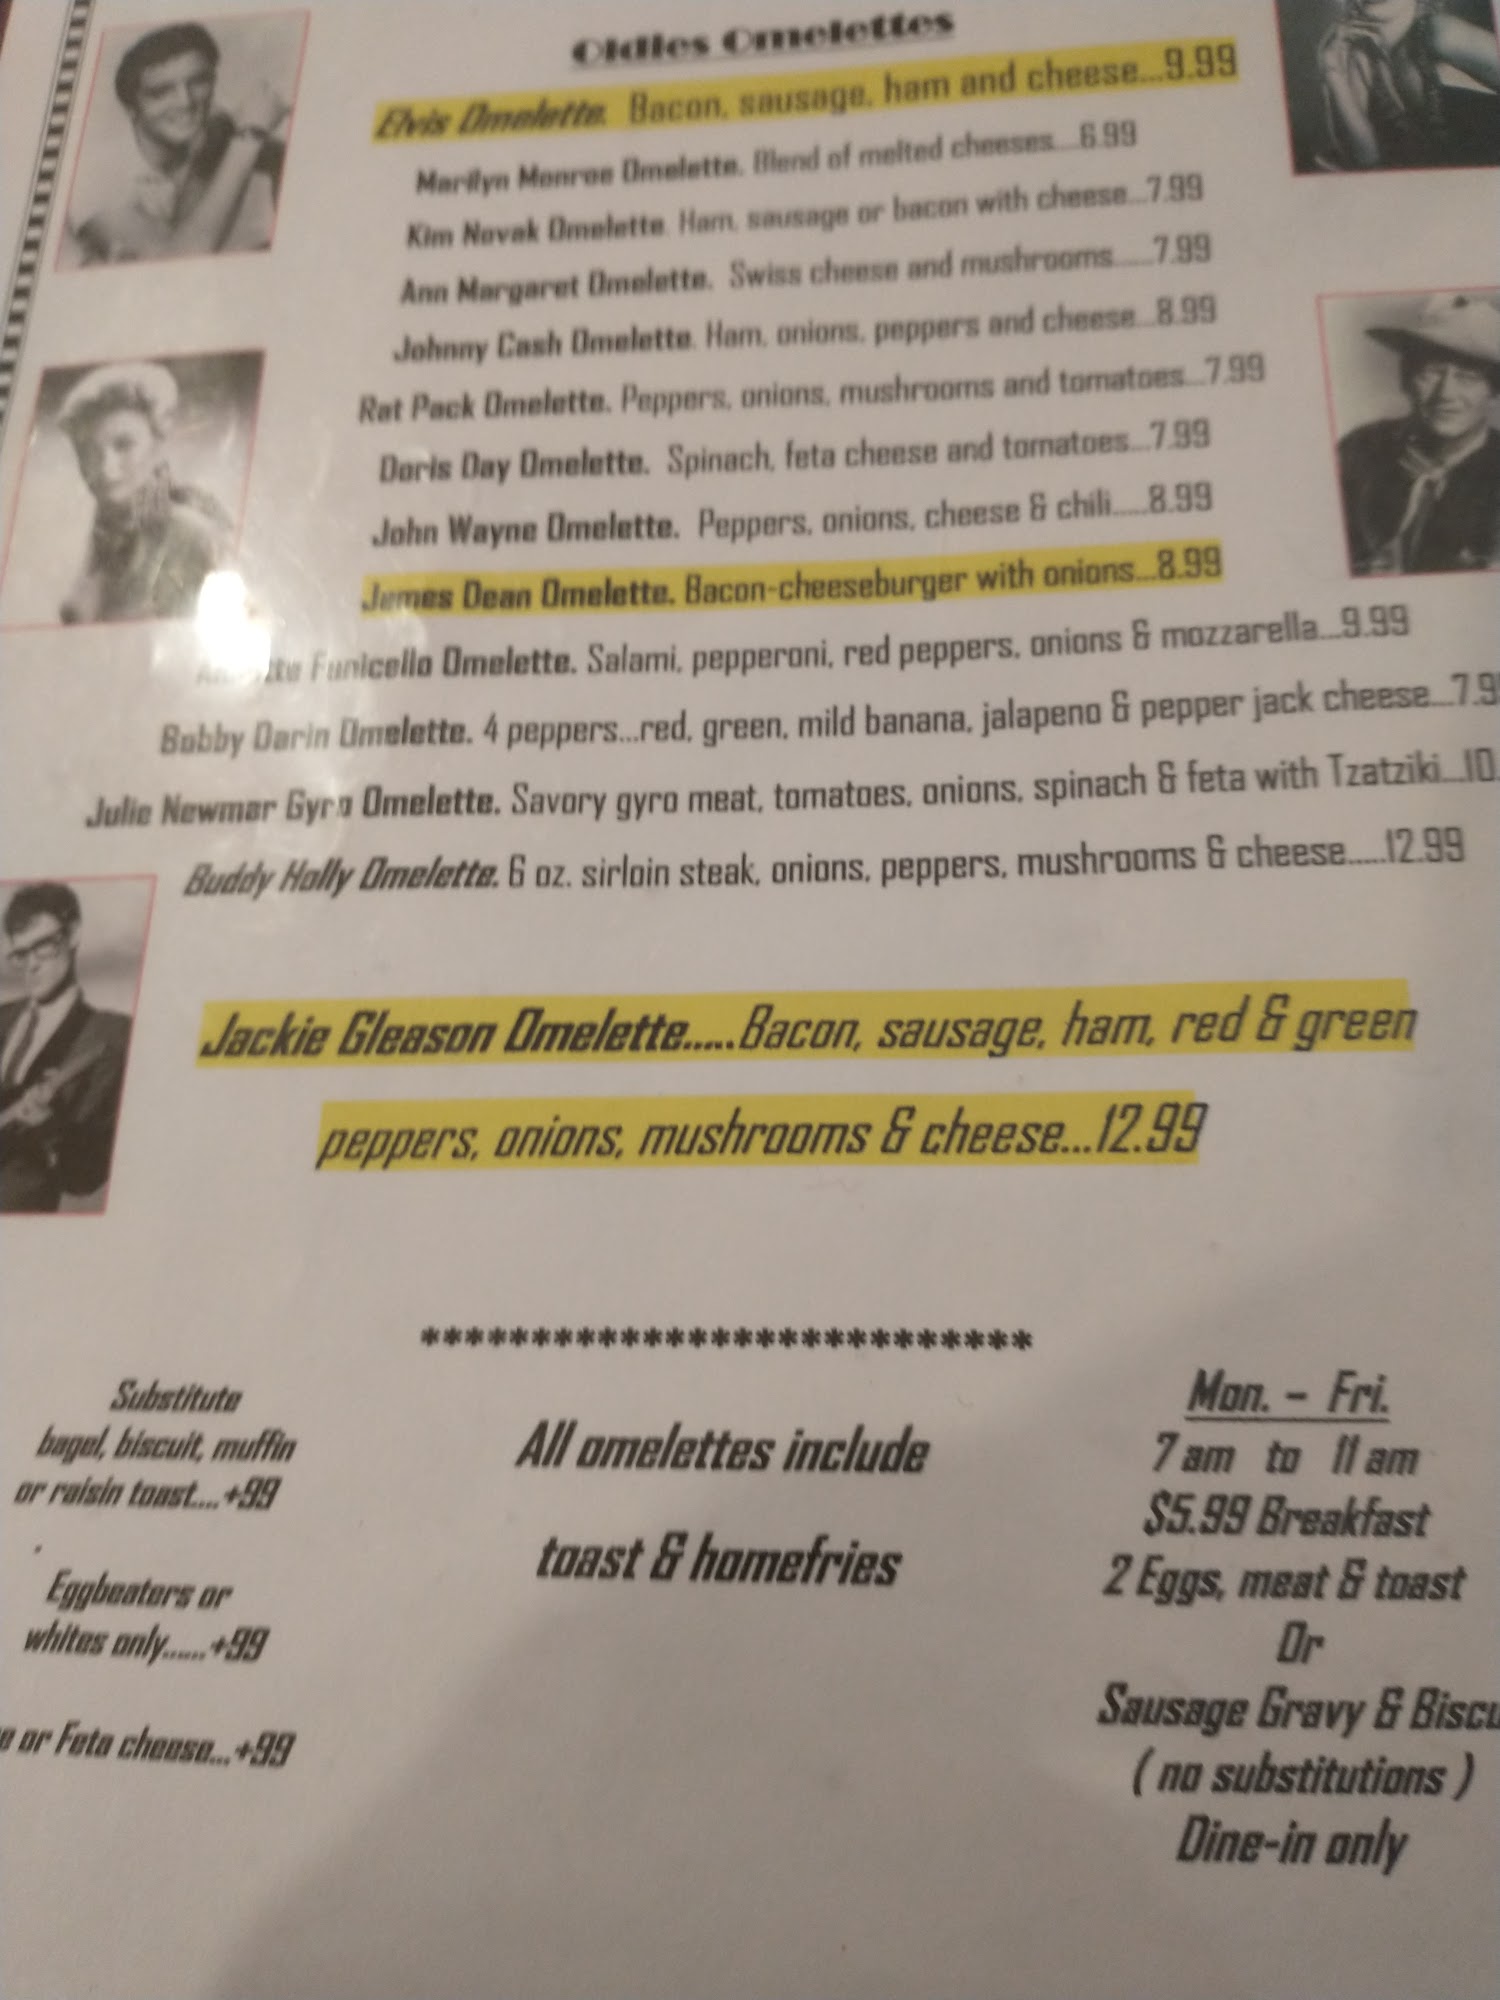 Oldies Omelettes
Elvis Omelette. Bacon, sausage, ham and cheese...9.99
Marilyn Monroe Omelette. Blend of melted cheeses....6.99
Kim Novak Omelette. Ham, sausage or bacon with cheese...7.99
Ann Margaret Omelette. Swiss cheese and mushrooms......7.99
Johnny Cash Omelette. Ham, onions, peppers and cheese...8.99
Rat Pack Omelette. Peppers, onions, mushrooms and tomatoes...7.99
Doris Day Omelette. Spinach, feta cheese and tomatoes...7.99
John Wayne Omelette. Peppers, onions, cheese & chili.....8.99
James Dean Omelette. Bacon-cheeseburger with onions...8.99
Funicello Omelette. Salami, pepperoni, red peppers, onions & mozzarella...9.99
Bobby Darin Omelette. 4 peppers...red, green, mild banana, jalapeno & pepper jack cheese...7.9
Julie Newmar Gyro Omelette. Savory gyro meat, tomatoes, onions, spinach & feta with Tzatziki...10.
Buddy Holly Omelette. 6 oz. sirloin steak, onions, peppers, mushrooms & cheese.....12.99
Jackie Gleason Omelette.....Bacon, sausage, ham, red & green
peppers, onions, mushrooms & cheese...12.99
****************************
Substitute
bagel, biscuit, muffin
or raisin toast....+99
Eggbeaters or
whites only......+99
or Feta cheese...+99
All omelettes include
toast & homefries
Mon. - Fri.
7 am to 11 am
$5.99 Breakfast
2 Eggs, meat & toast
Or
Sausage Gravy & Biscu
( no substitutions )
Dine-in only